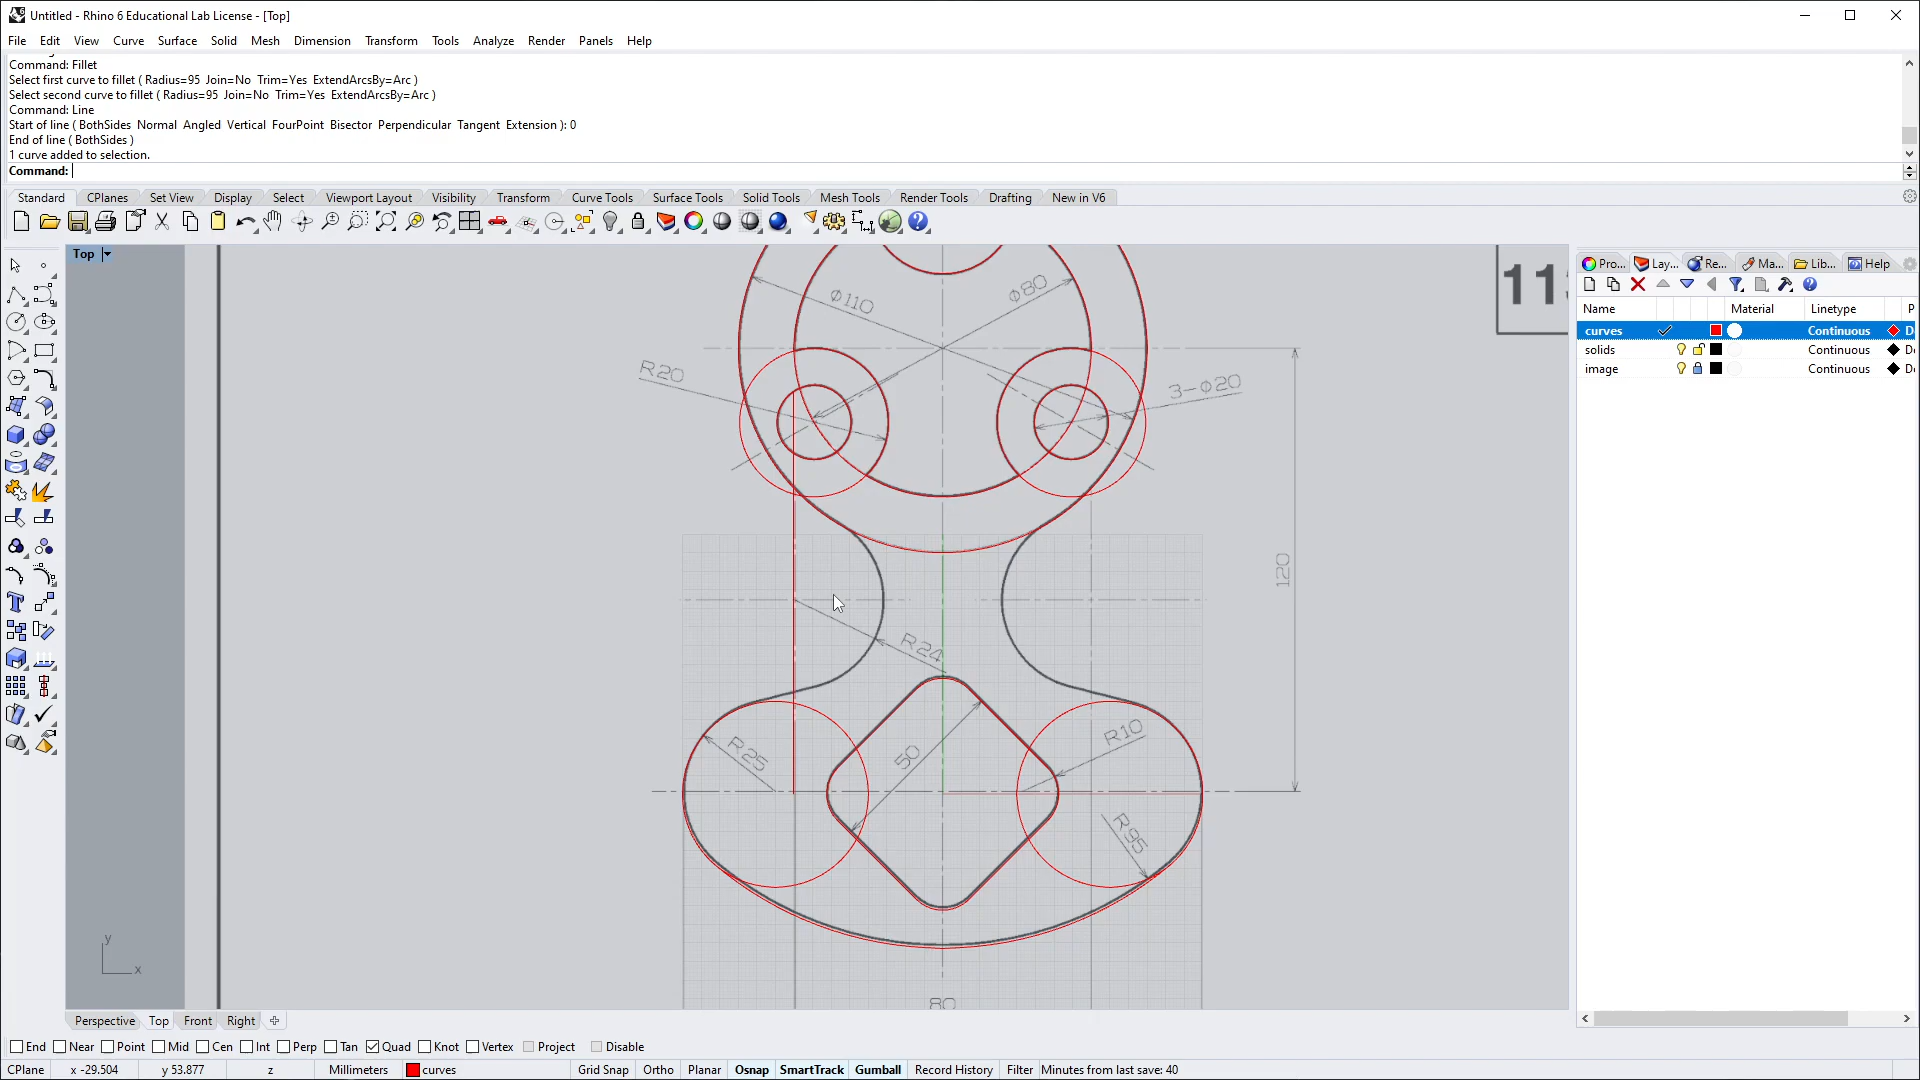 Untitled - Rhino 6 Educational Lab License - [Top]
File Edit View Curve Surface Solid Mesh Dimension Transform Tools Analyze Render Panels Help
Command: Fillet
Select first curve to fillet ( Radius=95 Join=No Trim=Yes ExtendArcsBy=Arc )
Select second curve to fillet ( Radius=95 Join=No Trim=Yes ExtendArcsBy=Arc )
Command: Line
Start of line ( BothSides Normal Angled Vertical FourPoint Bisector Perpendicular Tangent Extension ): 0
End of line ( BothSides )
1 curve added to selection.
Command:
Standard CPlanes Set View Display Select Viewport Layout Visibility Transform Curve Tools Surface Tools Solid Tools Mesh Tools Render Tools Drafting New in V6
Top
Pro... Lay... Re... Ma... Lib... Help
Name Material Linetype P
curves Continuous D
solids Continuous D
image Continuous D
11
Φ110
Φ80
R20
3-Φ20
120
R24
R25
50
R10
R95
80
y
x
Perspective Top Front Right
End Near Point Mid Cen Int Perp Tan Quad Knot Vertex Project Disable
CPlane x -29.504 y 53.877 z Millimeters curves Grid Snap Ortho Planar Osnap SmartTrack Gumball Record History Filter Minutes from last save: 40